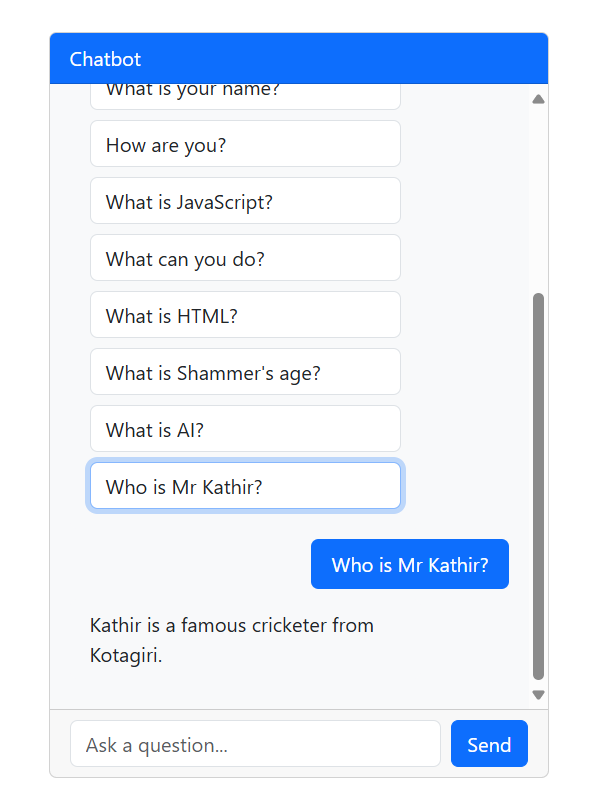 Chatbot
What is your name?
How are you?
What is JavaScript?
What can you do?
What is HTML?
What is Shammer's age?
What is AI?
Who is Mr Kathir?
Who is Mr Kathir?
Kathir is a famous cricketer from
Kotagiri.
Ask a question...
Send